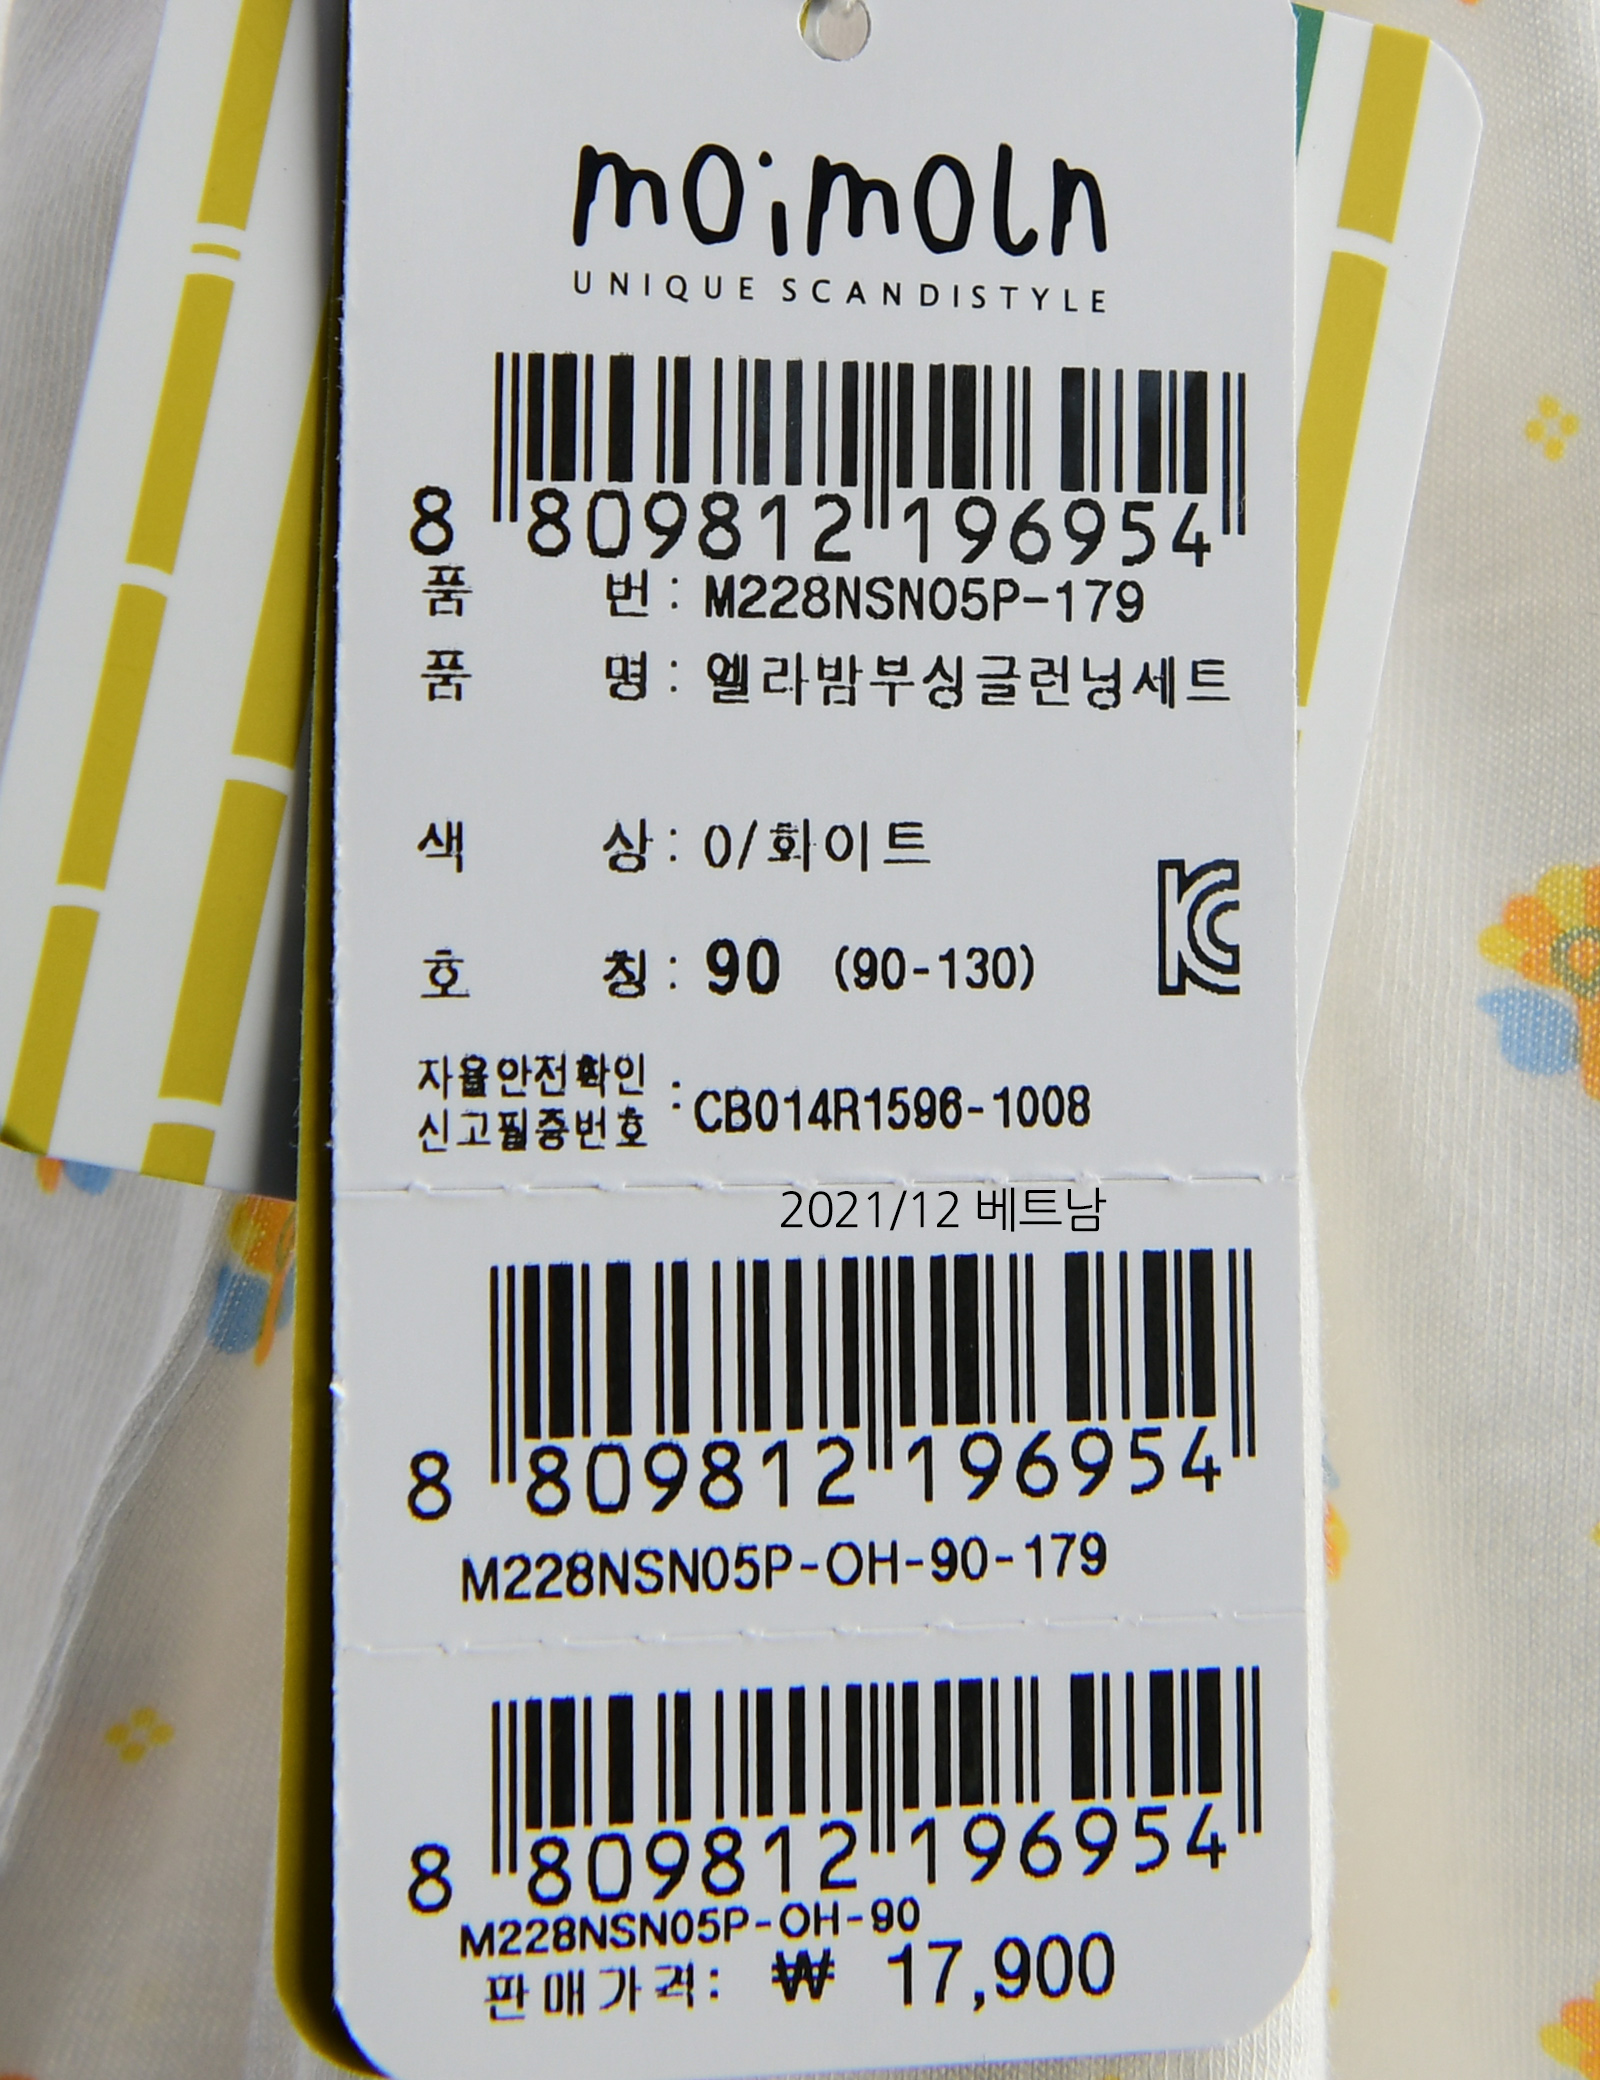 moimoln
UNIQUE SCANDISTYLE
8 809812 196954
품 번 : M228NSN05P-179
품 명 : 엘라밤부싱글런닝세트
색 상 : 0/화이트
호 칭 : 90 (90-130)
자율안전확인
신고필증번호 : CB014R1596-1008
2021/12 베트남
8 809812 196954
M228NSN05P-OH-90-179
8 809812 196954
M228NSN05P-OH-90
판매가격: ₩ 17,900